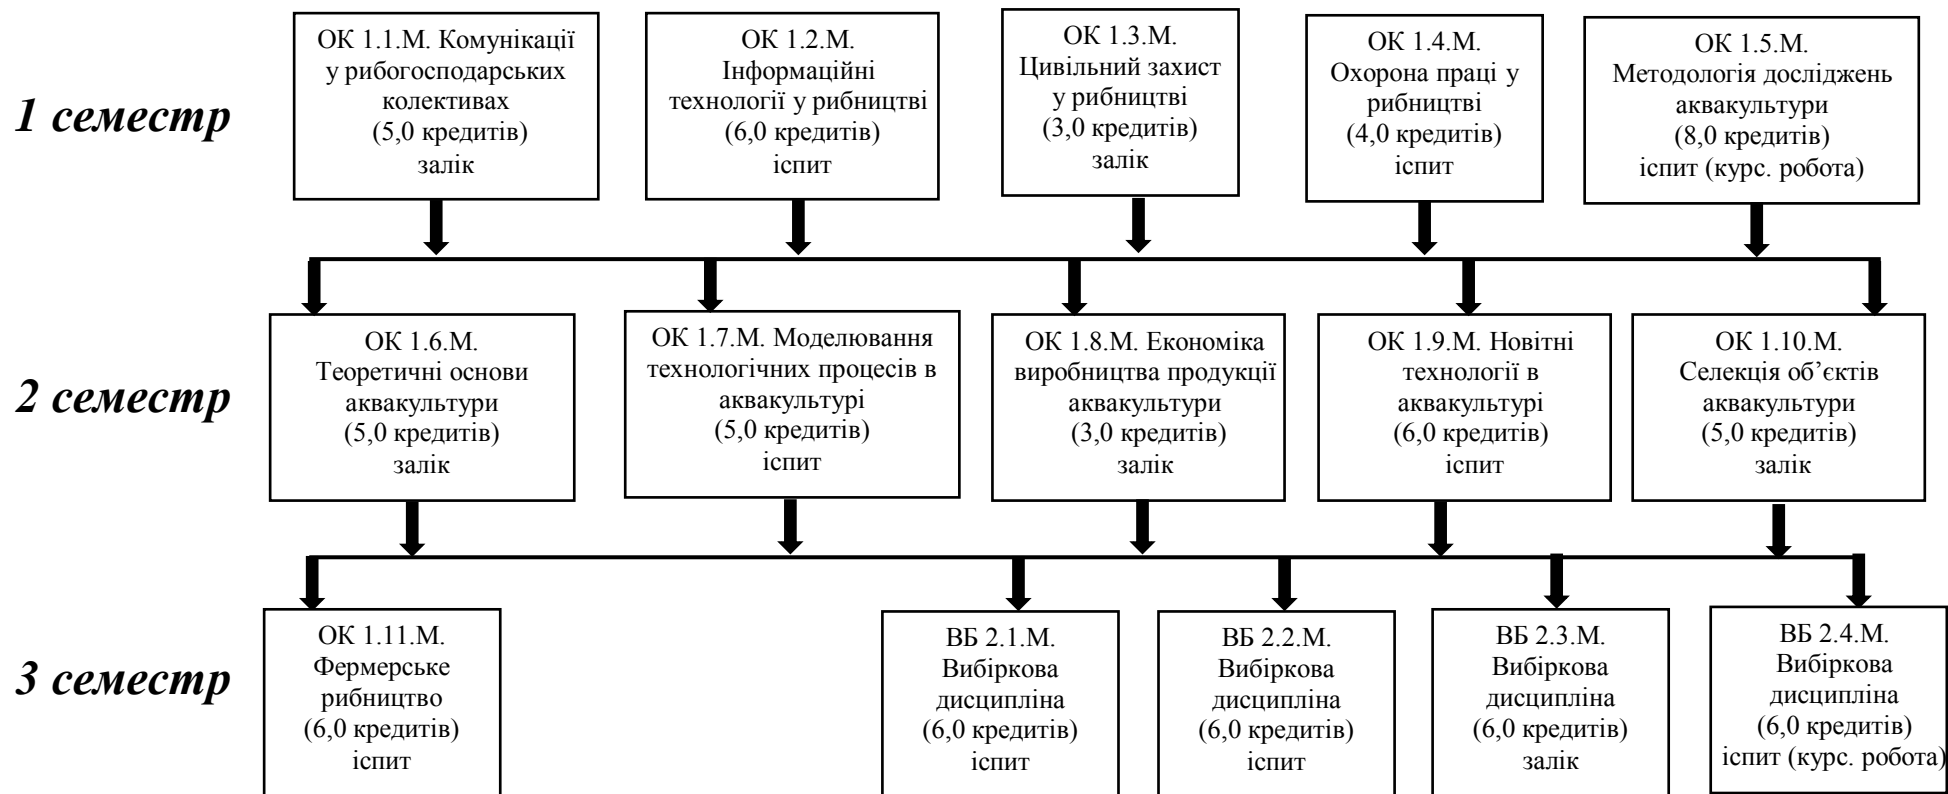 1 семестр
ОК 1.1.М. Комунікації
у рибогосподарських
колективах
(5,0 кредитів)
залік
ОК 1.2.М.
Інформаційні
технології у рибництві
(6,0 кредитів)
іспит
ОК 1.3.М.
Цивільний захист
у рибництві
(3,0 кредитів)
залік
ОК 1.4.М.
Охорона праці у
рибництві
(4,0 кредитів)
іспит
ОК 1.5.М.
Методологія досліджень
аквакультури
(8,0 кредитів)
іспит (курс. робота)
2 семестр
ОК 1.6.М.
Теоретичні основи
аквакультури
(5,0 кредитів)
залік
ОК 1.7.М. Моделювання
технологічних процесів в
аквакультурі
(5,0 кредитів)
іспит
ОК 1.8.М. Економіка
виробництва продукції
аквакультури
(3,0 кредитів)
залік
ОК 1.9.М. Новітні
технології в
аквакультурі
(6,0 кредитів)
іспит
ОК 1.10.М.
Селекція об’єктів
аквакультури
(5,0 кредитів)
залік
3 семестр
ОК 1.11.М.
Фермерське
рибництво
(6,0 кредитів)
іспит
ВБ 2.1.М.
Вибіркова
дисципліна
(6,0 кредитів)
іспит
ВБ 2.2.М.
Вибіркова
дисципліна
(6,0 кредитів)
іспит
ВБ 2.3.М.
Вибіркова
дисципліна
(6,0 кредитів)
залік
ВБ 2.4.М.
Вибіркова
дисципліна
(6,0 кредитів)
іспит (курс. робота)